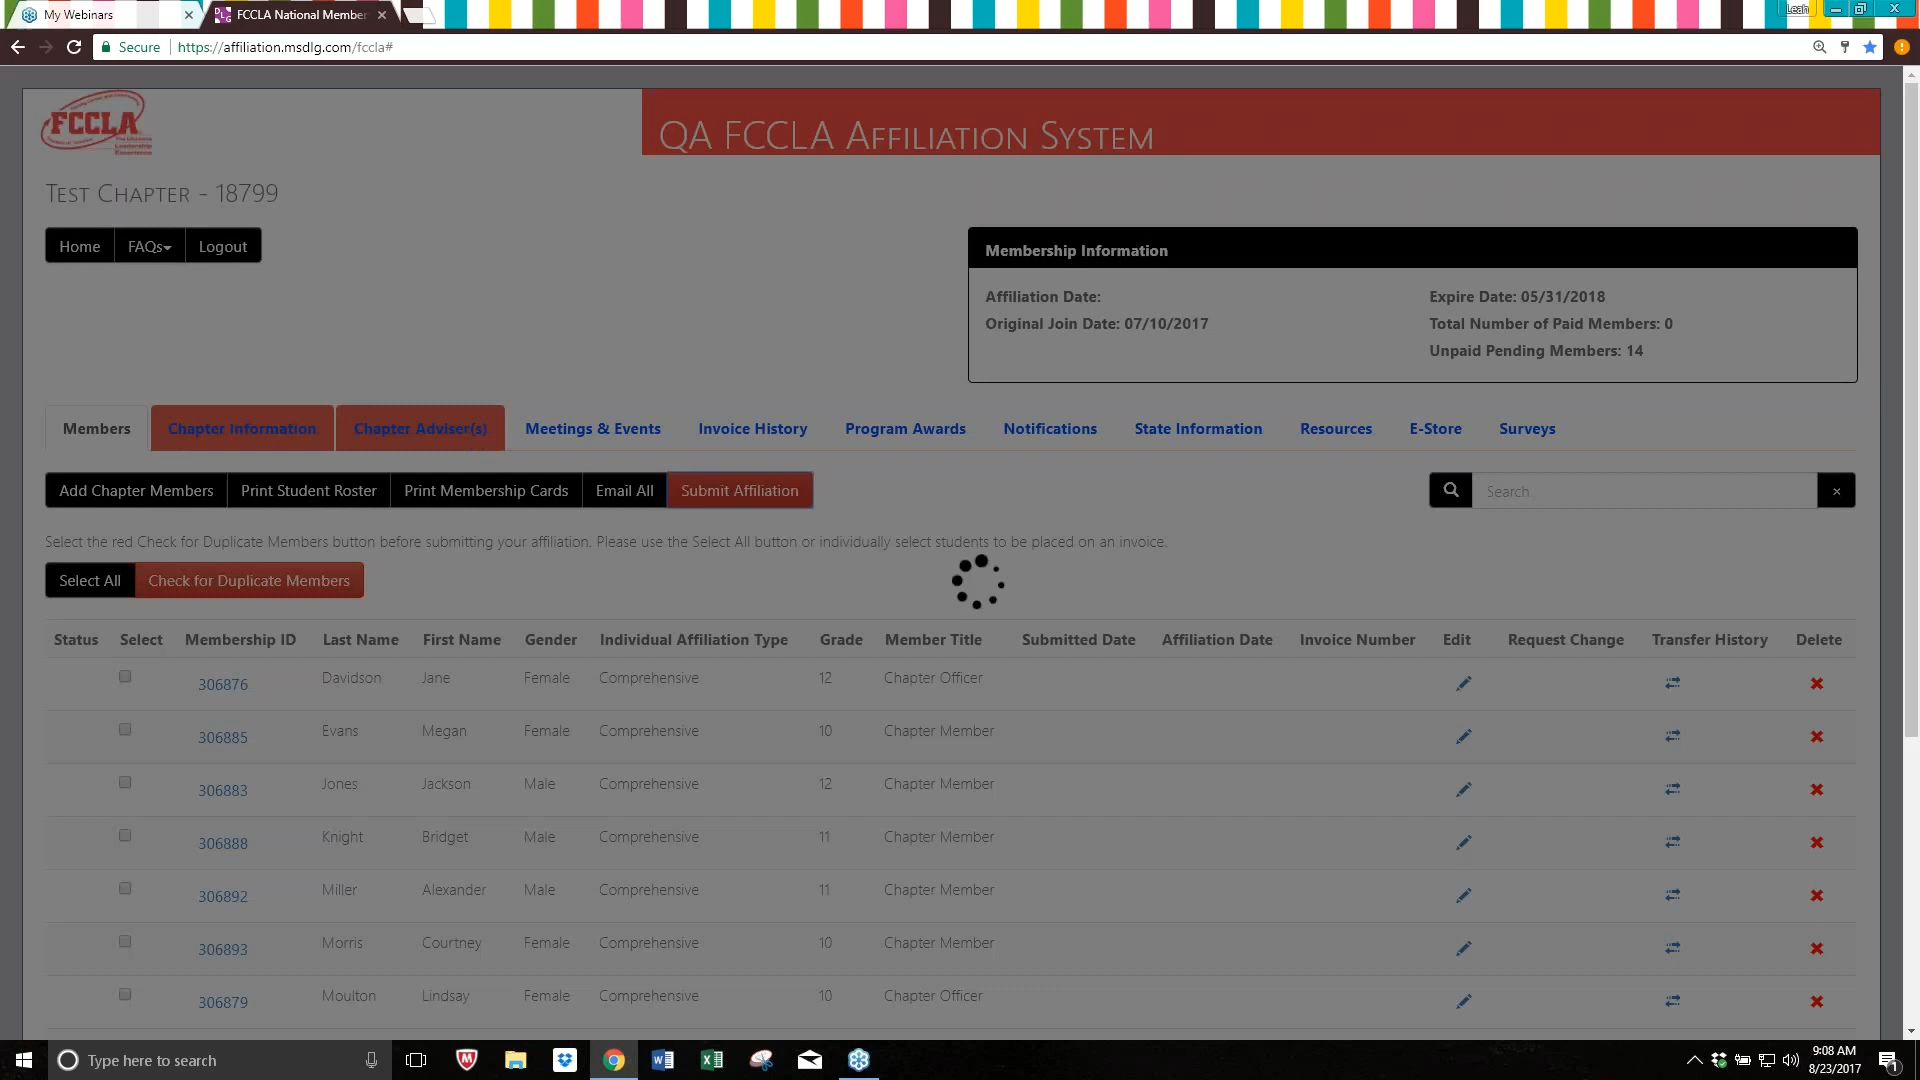 My Webinars
FCCLA National Member
Leah
Secure
https://affiliation.msdlg.com/fccla#
FCCLA
The Ultimate
Leadership
Experience
QA FCCLA Affiliation System
Test Chapter - 18799
Home FAQs Logout
Membership Information
Affiliation Date: Expire Date: 05/31/2018
Original Join Date: 07/10/2017 Total Number of Paid Members: 0
Unpaid Pending Members: 14
Members Chapter Information Chapter Adviser(s) Meetings & Events Invoice History Program Awards Notifications State Information Resources E-Store Surveys
Add Chapter Members Print Student Roster Print Membership Cards Email All Submit Affiliation Search
Select the red Check for Duplicate Members button before submitting your affiliation. Please use the Select All button or individually select students to be placed on an invoice.
Select All Check for Duplicate Members
Status Select Membership ID Last Name First Name Gender Individual Affiliation Type Grade Member Title Submitted Date Affiliation Date Invoice Number Edit Request Change Transfer History Delete
306876 Davidson Jane Female Comprehensive 12 Chapter Officer
306885 Evans Megan Female Comprehensive 10 Chapter Member
306883 Jones Jackson Male Comprehensive 12 Chapter Member
306888 Knight Bridget Male Comprehensive 11 Chapter Member
306892 Miller Alexander Male Comprehensive 11 Chapter Member
306893 Morris Courtney Female Comprehensive 10 Chapter Member
306879 Moulton Lindsay Female Comprehensive 10 Chapter Officer
Type here to search
9:08 AM
8/23/2017
1